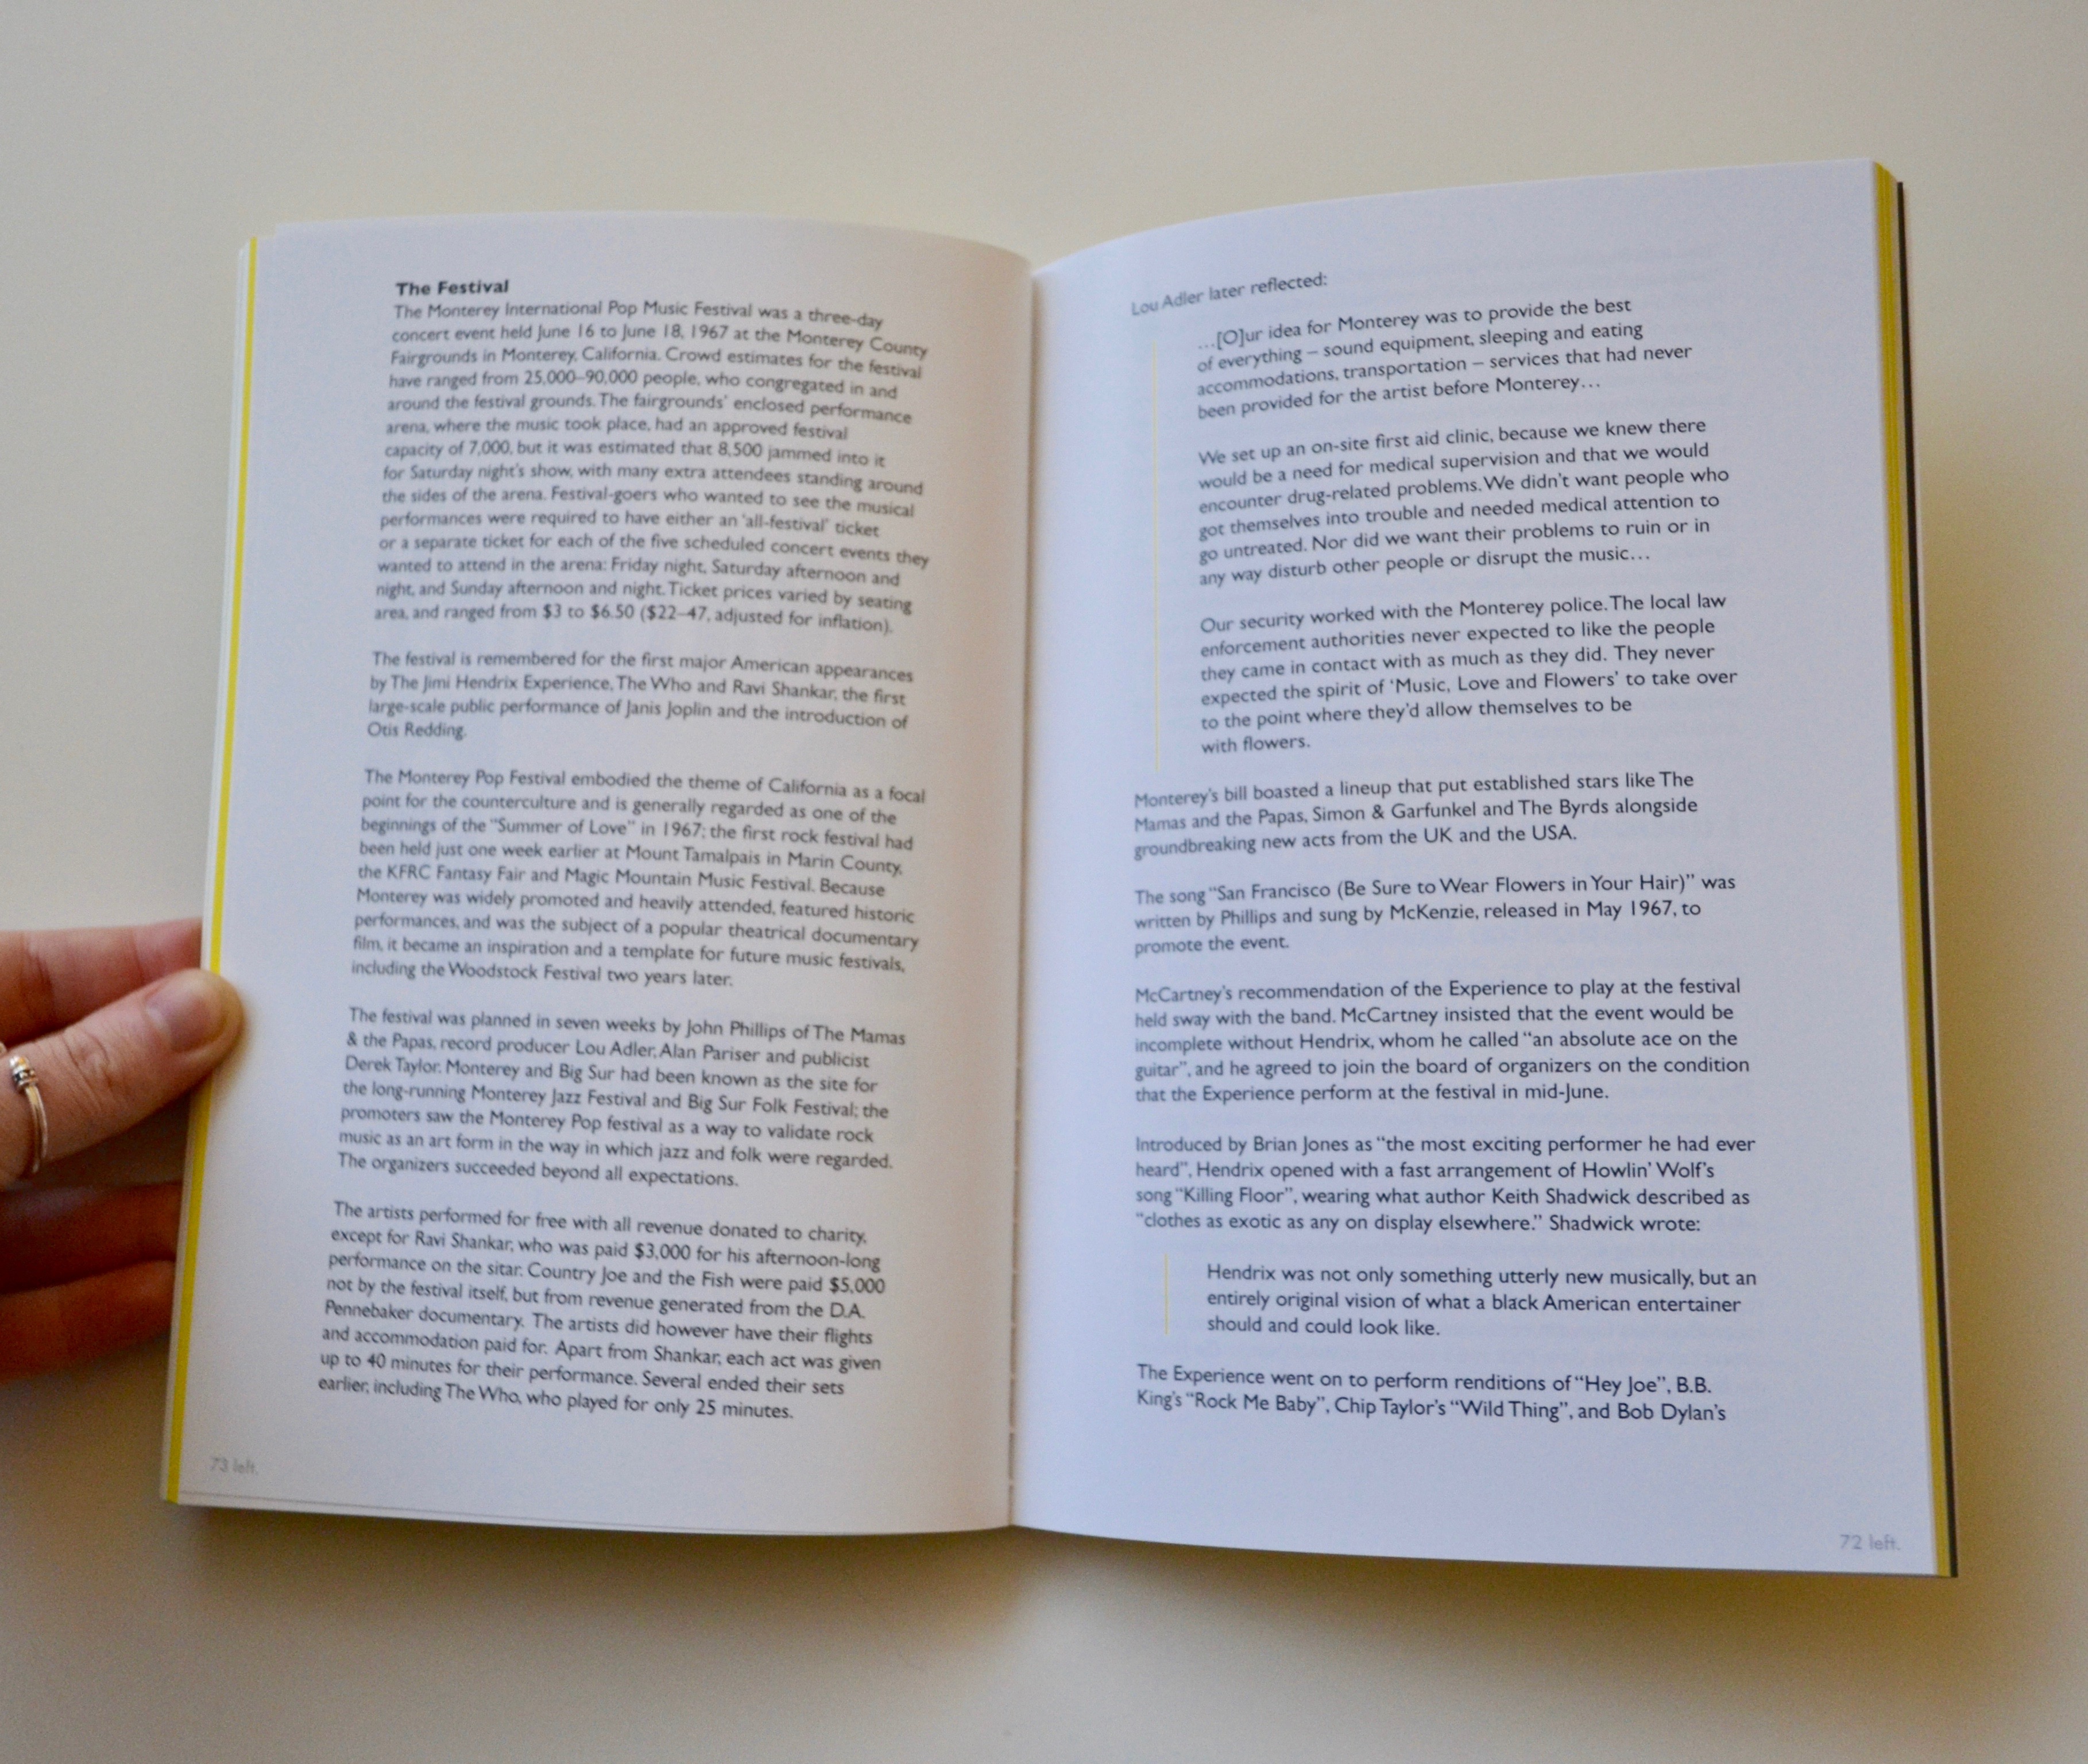 The Festival
The Monterey International Pop Music Festival was a three-day
concert event held June 16 to June 18, 1967 at the Monterey County
Fairgrounds in Monterey, California. Crowd estimates for the festival
have ranged from 25,000–90,000 people, who congregated in and
around the festival grounds. The fairgrounds’ enclosed performance
arena, where the music took place, had an approved festival
capacity of 7,000, but it was estimated that 8,500 jammed into it
for Saturday night’s show, with many extra attendees standing around
the sides of the arena. Festival-goers who wanted to see the musical
performances were required to have either an ‘all-festival’ ticket
or a separate ticket for each of the five scheduled concert events they
wanted to attend in the arena: Friday night, Saturday afternoon and
night, and Sunday afternoon and night. Ticket prices varied by seating
area, and ranged from $3 to $6.50 ($22–47, adjusted for inflation).
The festival is remembered for the first major American appearances
by The Jimi Hendrix Experience, The Who and Ravi Shankar, the first
large-scale public performance of Janis Joplin and the introduction of
Otis Redding.
The Monterey Pop Festival embodied the theme of California as a focal
point for the counterculture and is generally regarded as one of the
beginnings of the “Summer of Love” in 1967; the first rock festival had
been held just one week earlier at Mount Tamalpais in Marin County,
the KFRC Fantasy Fair and Magic Mountain Music Festival. Because
Monterey was widely promoted and heavily attended, featured historic
performances, and was the subject of a popular theatrical documentary
film, it became an inspiration and a template for future music festivals,
including the Woodstock Festival two years later.
The festival was planned in seven weeks by John Phillips of The Mamas
& the Papas, record producer Lou Adler, Alan Pariser and publicist
Derek Taylor. Monterey and Big Sur had been known as the site for
the long-running Monterey Jazz Festival and Big Sur Folk Festival; the
promoters saw the Monterey Pop festival as a way to validate rock
music as an art form in the way in which jazz and folk were regarded.
The organizers succeeded beyond all expectations.
The artists performed for free with all revenue donated to charity,
except for Ravi Shankar, who was paid $3,000 for his afternoon-long
performance on the sitar. Country Joe and the Fish were paid $5,000
not by the festival itself, but from revenue generated from the D.A.
Pennebaker documentary. The artists did however have their flights
and accommodation paid for. Apart from Shankar, each act was given
up to 40 minutes for their performance. Several ended their sets
earlier, including The Who, who played for only 25 minutes.
73 left.
Lou Adler later reflected:
…[O]ur idea for Monterey was to provide the best
of everything – sound equipment, sleeping and eating
accommodations, transportation – services that had never
been provided for the artist before Monterey…
We set up an on-site first aid clinic, because we knew there
would be a need for medical supervision and that we would
encounter drug-related problems. We didn’t want people who
got themselves into trouble and needed medical attention to
go untreated. Nor did we want their problems to ruin or in
any way disturb other people or disrupt the music…
Our security worked with the Monterey police. The local law
enforcement authorities never expected to like the people
they came in contact with as much as they did. They never
expected the spirit of ‘Music, Love and Flowers’ to take over
to the point where they’d allow themselves to be
with flowers.
Monterey’s bill boasted a lineup that put established stars like The
Mamas and the Papas, Simon & Garfunkel and The Byrds alongside
groundbreaking new acts from the UK and the USA.
The song “San Francisco (Be Sure to Wear Flowers in Your Hair)” was
written by Phillips and sung by McKenzie, released in May 1967, to
promote the event.
McCartney’s recommendation of the Experience to play at the festival
held sway with the band. McCartney insisted that the event would be
incomplete without Hendrix, whom he called “an absolute ace on the
guitar”, and he agreed to join the board of organizers on the condition
that the Experience perform at the festival in mid-June.
Introduced by Brian Jones as “the most exciting performer he had ever
heard”, Hendrix opened with a fast arrangement of Howlin’ Wolf’s
song “Killing Floor”, wearing what author Keith Shadwick described as
“clothes as exotic as any on display elsewhere.” Shadwick wrote:
Hendrix was not only something utterly new musically, but an
entirely original vision of what a black American entertainer
should and could look like.
The Experience went on to perform renditions of “Hey Joe”, B.B.
King’s “Rock Me Baby”, Chip Taylor’s “Wild Thing”, and Bob Dylan’s
72 left.